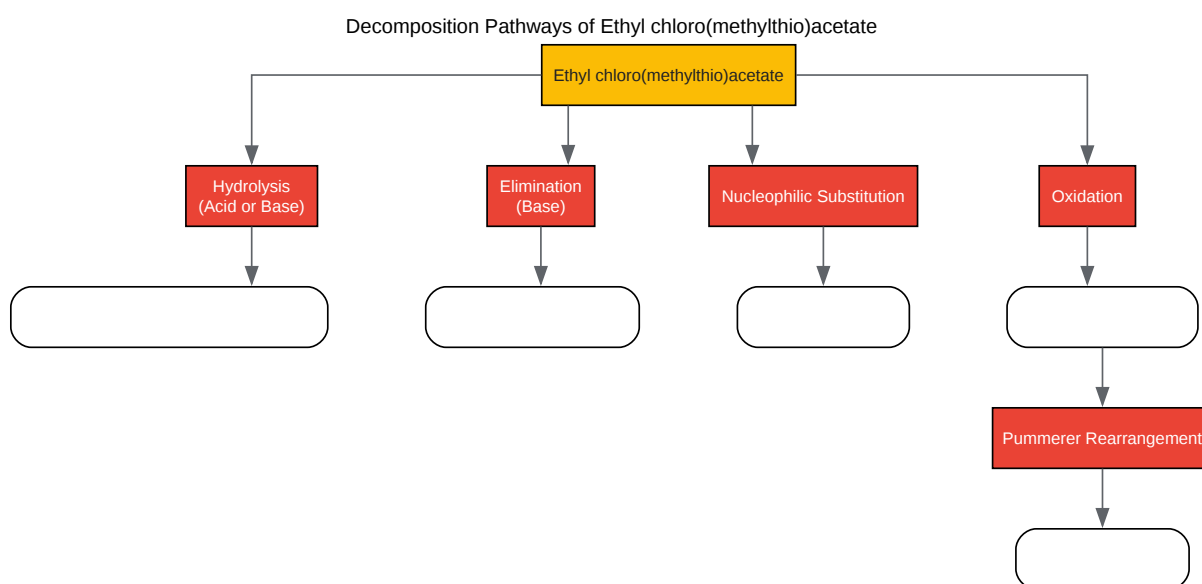 Decomposition Pathways of Ethyl chloro(methylthio)acetate
Ethyl chloro(methylthio)acetate
Hydrolysis
(Acid or Base)
Elimination
(Base)
Nucleophilic Substitution
Oxidation
Pummerer Rearrangement